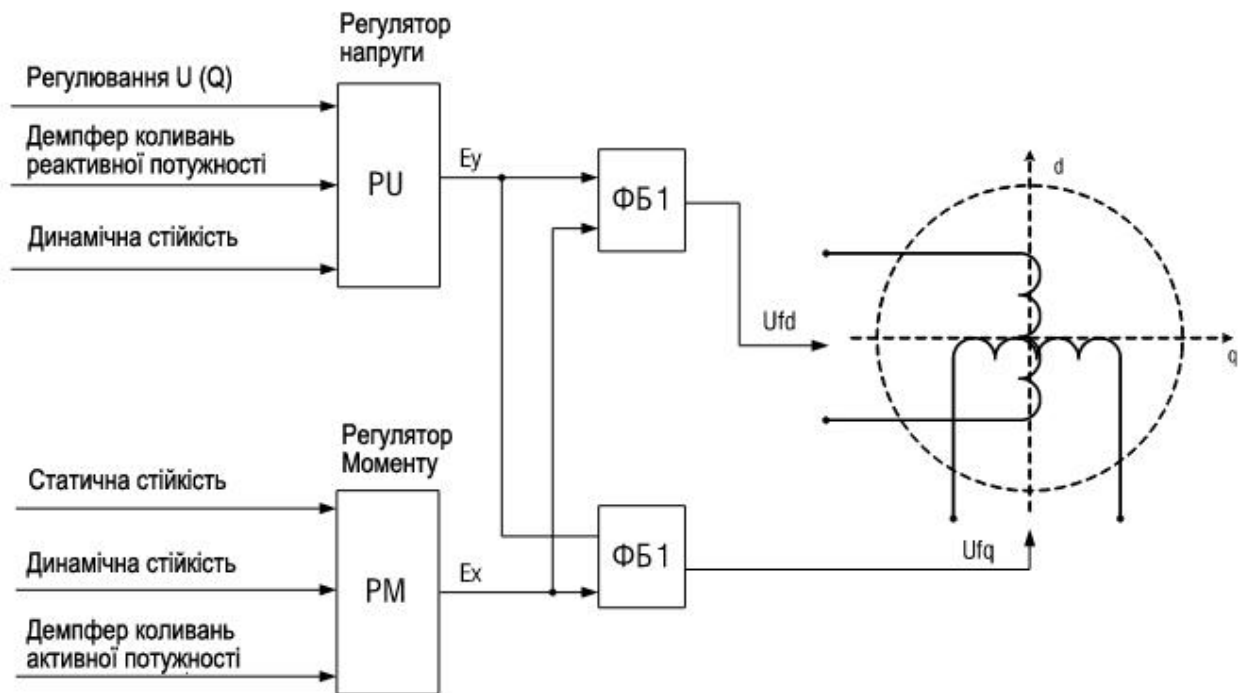 Регулятор
напруги
Регулювання U (Q)
Демпфер коливань
реактивної потужності
Динамічна стійкість
PU
Ey
ФБ1
d
Ufd
q
Регулятор
Моменту
Статична стійкість
Динамічна стійкість
Демпфер коливань
активної потужності
PM
Ex
ФБ1
Ufq